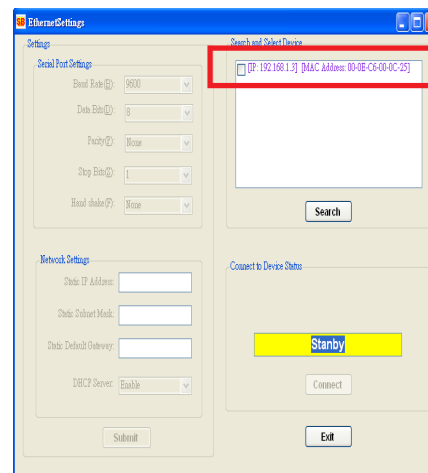 SB EthernetSettings
Settings
Serial Port Settings
Baud Rate(B): 9600
Data Bits(D): 8
Parity(P): None
Stop Bits(S): 1
Hand shake(F): None
Network Settings
Static IP Address:
Static Subnet Mask:
Static Default Gateway:
DHCP Server: Enable
Submit
Search and Select Device
[IP: 192.168.1.3] [MAC Address: 00-0E-C6-00-0C-25]
Search
Connect to Device Status
Stanby
Connect
Exit